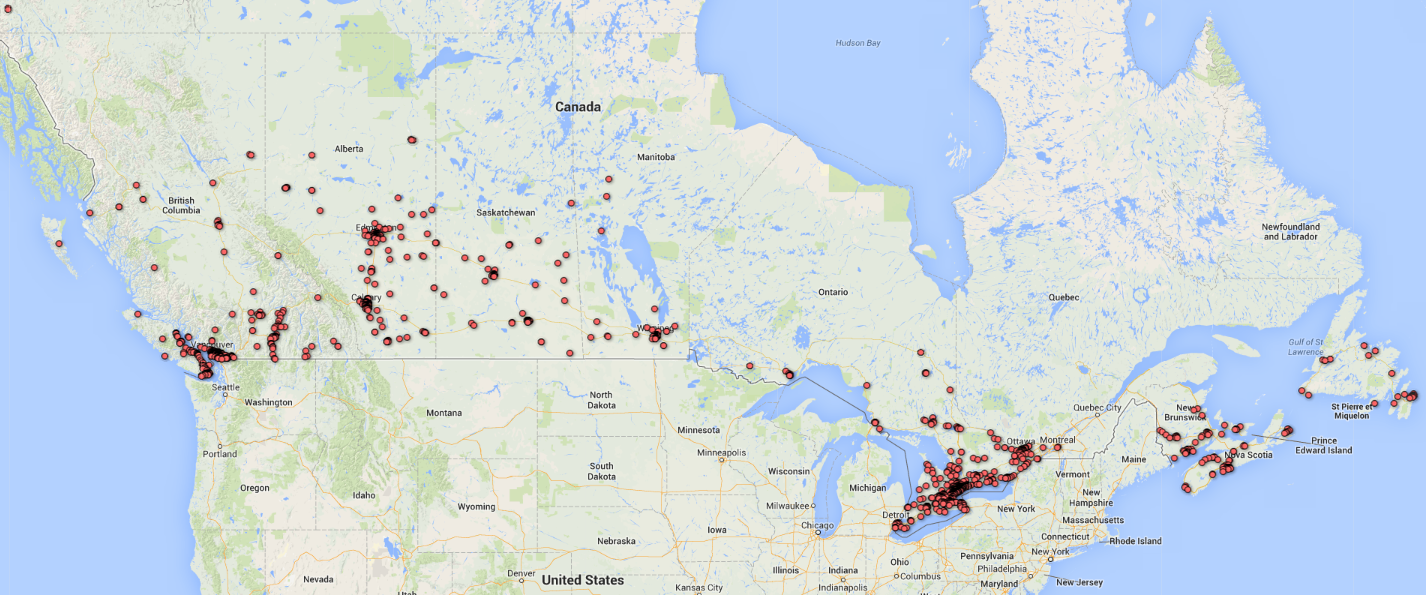 Hudson Bay
Canada
Alberta
Manitoba
British
Columbia
Saskatchewan
Newfoundland
and Labrador
Ontario
Quebec
Gulf of St
Lawrence
Vancouver
Seattle
Washington
North
Dakota
Montana
Minnesota
Quebec City
New
Brunswick
St Pierre et
Miquelon
Ottawa
Montreal
Prince
Edward Island
Nova Scotia
Maine
Portland
Minneapolis
South
Dakota
Wisconsin
Vermont
Oregon
Idaho
Michigan
New
Hampshire
Wyoming
Milwaukee
Detroit
New York
Massachusetts
Chicago
Iowa
Connecticut
Rhode Island
Nebraska
Pennsylvania
New York
Ohio
Illinois
Indiana
Columbus
Philadelphia
Nevada
Denver
United States
Kansas City
Indianapolis
Maryland
New Jersey
Utah